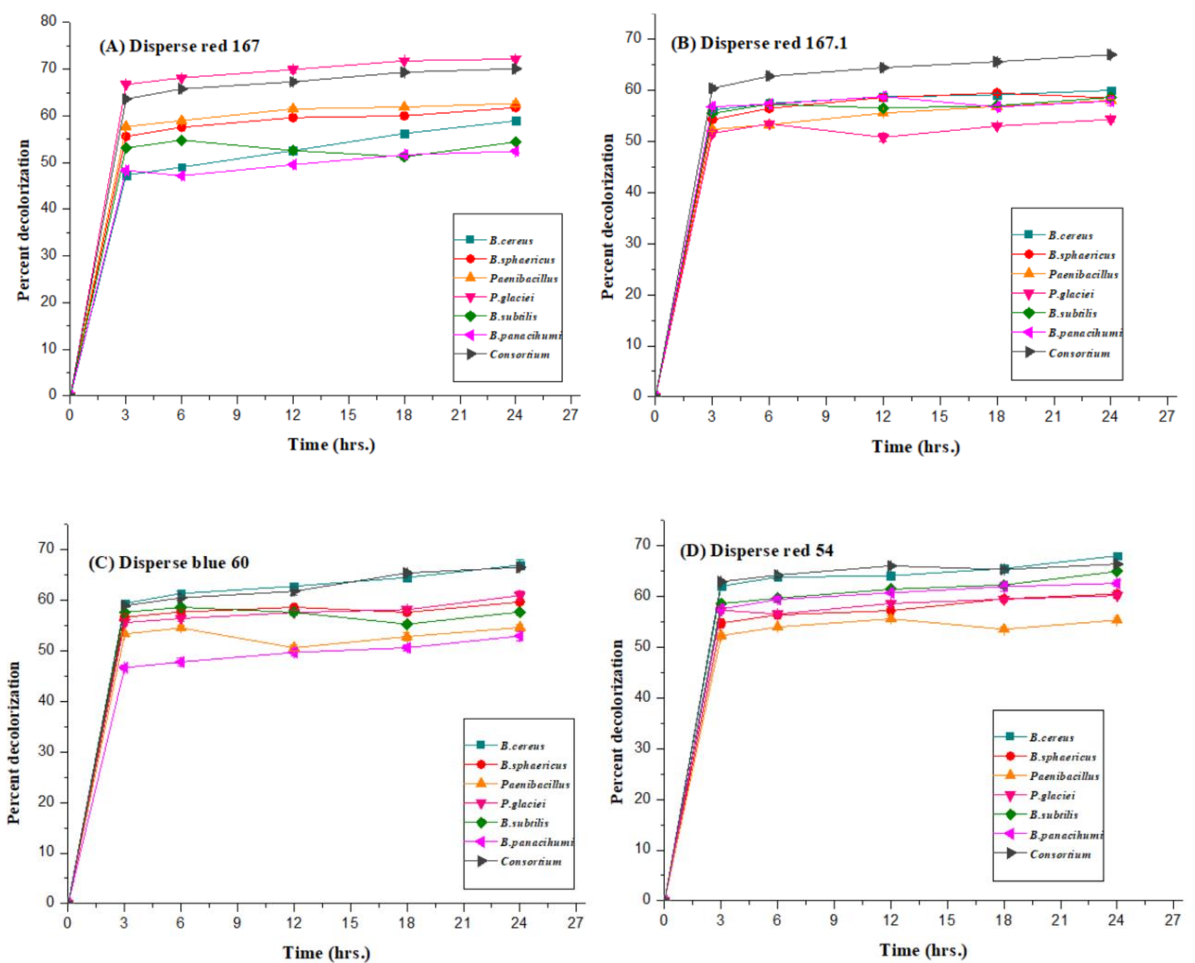 (A) Disperse red 167
Percent decolorization
80
70
60
50
40
30
20
10
0
0 3 6 9 12 15 18 21 24 27
Time (hrs.)
B.cereus
B.sphaericus
Paenibacillus
P.glaciei
B.subtilis
B.panacihumi
Consortium
(B) Disperse red 167.1
Percent decolorization
70
60
50
40
30
20
10
0
0 3 6 9 12 15 18 21 24 27
Time (hrs.)
B.cereus
B.sphaericus
Paenibacillus
P.glaciei
B.subtilis
B.panacihumi
Consortium
(C) Disperse blue 60
Percent decolorization
70
60
50
40
30
20
10
0
0 3 6 9 12 15 18 21 24 27
Time (hrs.)
B.cereus
B.sphaericus
Paenibacillus
P.glaciei
B.subtilis
B.panacihumi
Consortium
(D) Disperse red 54
Percent decolorization
70
60
50
40
30
20
10
0
0 3 6 9 12 15 18 21 24 27
Time (hrs.)
B.cereus
B.sphaericus
Paenibacillus
P.glaciei
B.subtilis
B.panacihumi
Consortium